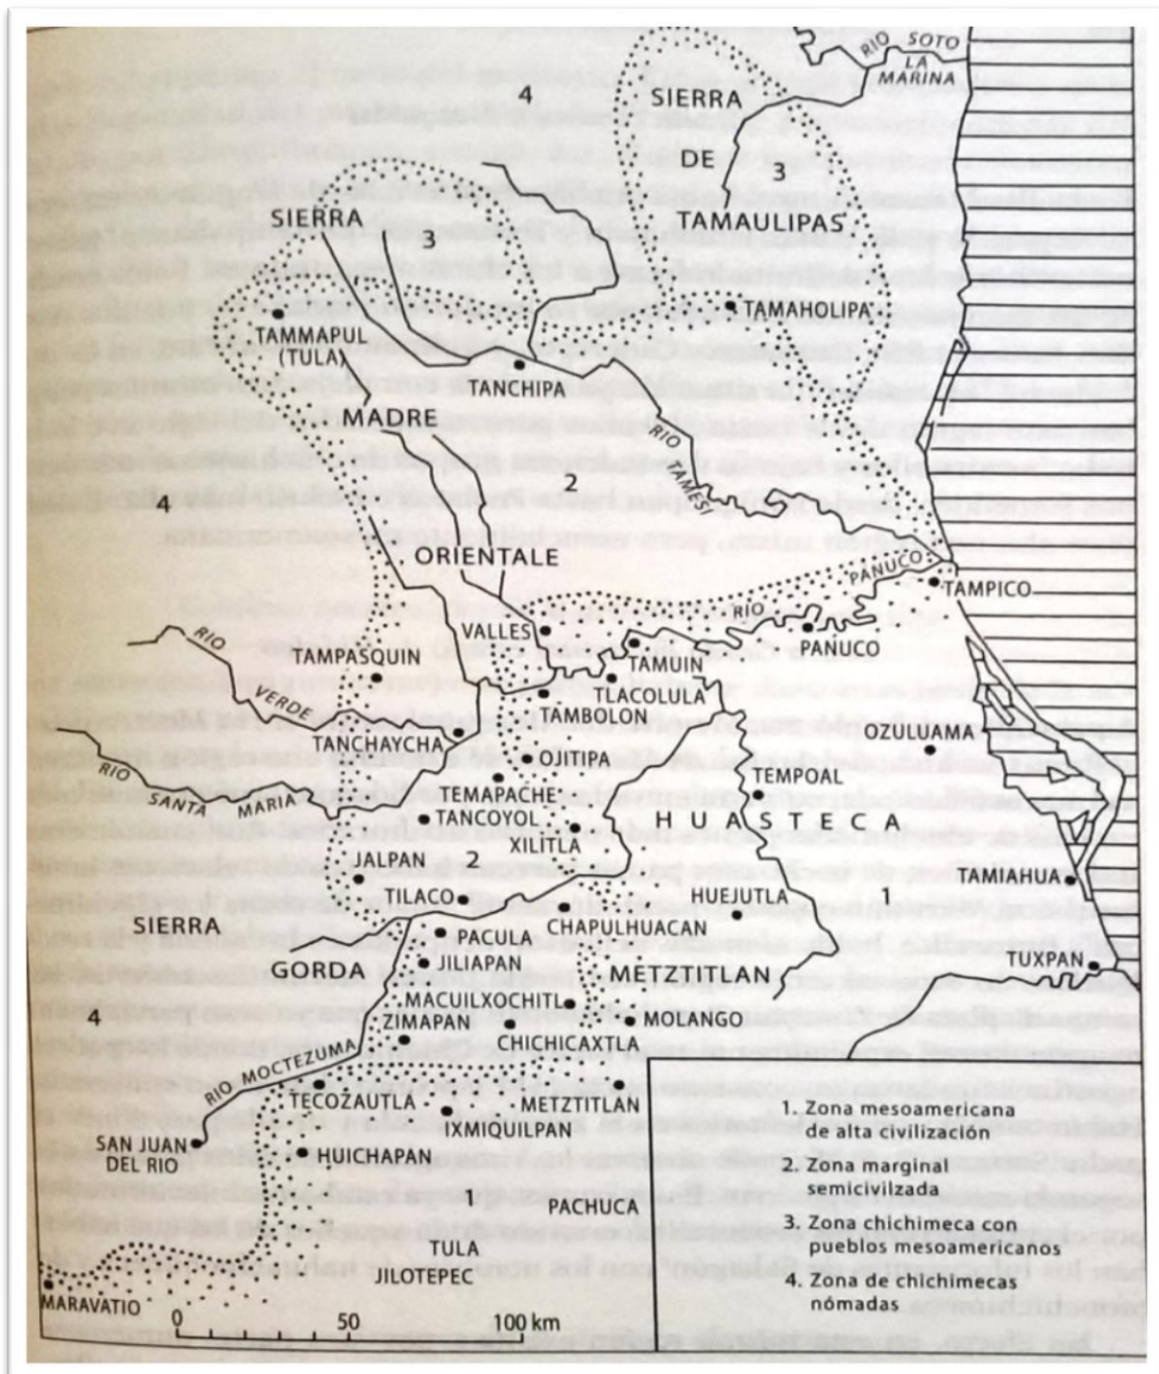 RIO SOTO
LA
MARINA
4
SIERRA
DE
3
TAMAULIPAS
SIERRA
3
TAMAHOLIPA
TAMMAPUL
(TULA)
TANCHIPA
MADRE
RIO TAMESI
2
4
ORIENTALE
PANUCO
RIO
TAMPICO
VALLES
PANUCO
RIO
VERDE
TAMPASQUIN
TAMUIN
TLACOLULA
TAMBOLON
TANCHAYCHA
OZULUAMA
OJITIPA
RIO
SANTA MARIA
TEMAPACHE
TEMPOAL
TANCOYOL
HUASTECA
XILITLA
JALPAN
2
TAMIAHUA
TILACO
HUEJUTLA
1
SIERRA
CHAPULHUACAN
PACULA
TUXPAN
JILIAPAN
GORDA
METZTITLAN
MACUILXOCHITL
4
ZIMAPAN
MOLANGO
CHICHICAXTLA
RIO MOCTEZUMA
TECOZAUTLA
METZTITLAN
IXMIQUILPAN
SAN JUAN
DEL RIO
HUICHAPAN
1
PACHUCA
TULA
JILOTEPEC
MARAVATIO
0 50 100 km
1. Zona mesoamericana
de alta civilización
2. Zona marginal
semicivilzada
3. Zona chichimeca con
pueblos mesoamericanos
4. Zona de chichimecas
nómadas